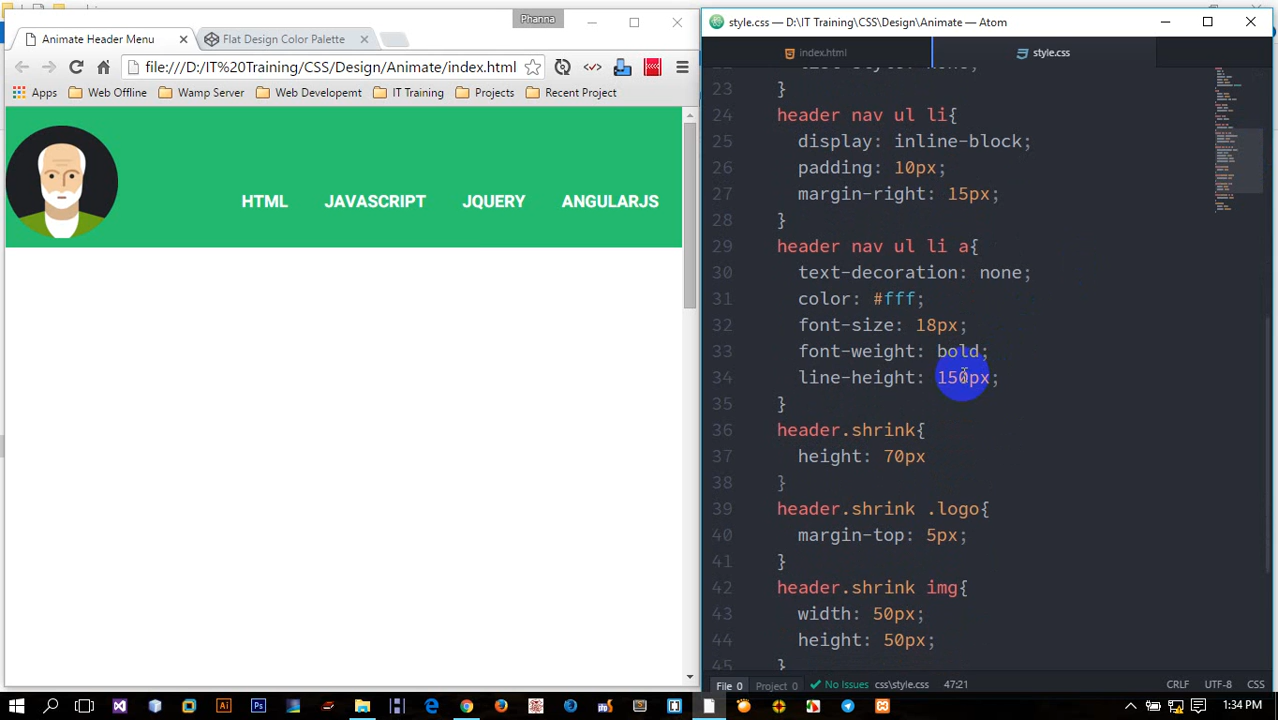 Phanna
Animate Header Menu
Flat Design Color Palette
file:///D:/IT%20Training/CSS/Design/Animate/index.html
Apps
Web Offline
Wamp Server
Web Developemt
IT Training
Projects
Recent Project
HTML
JAVASCRIPT
JQUERY
ANGULARJS
style.css — D:\IT Training\CSS\Design\Animate — Atom
index.html
style.css
23 }
24 header nav ul li{
25 display: inline-block;
26 padding: 10px;
27 margin-right: 15px;
28 }
29 header nav ul li a{
30 text-decoration: none;
31 color: #fff;
32 font-size: 18px;
33 font-weight: bold;
34 line-height: 150px;
35 }
36 header.shrink{
37 height: 70px
38 }
39 header.shrink .logo{
40 margin-top: 5px;
41 }
42 header.shrink img{
43 width: 50px;
44 height: 50px;
45 }
File 0
Project 0
No Issues
css\style.css
47:21
CRLF
UTF-8
CSS
1:34 PM